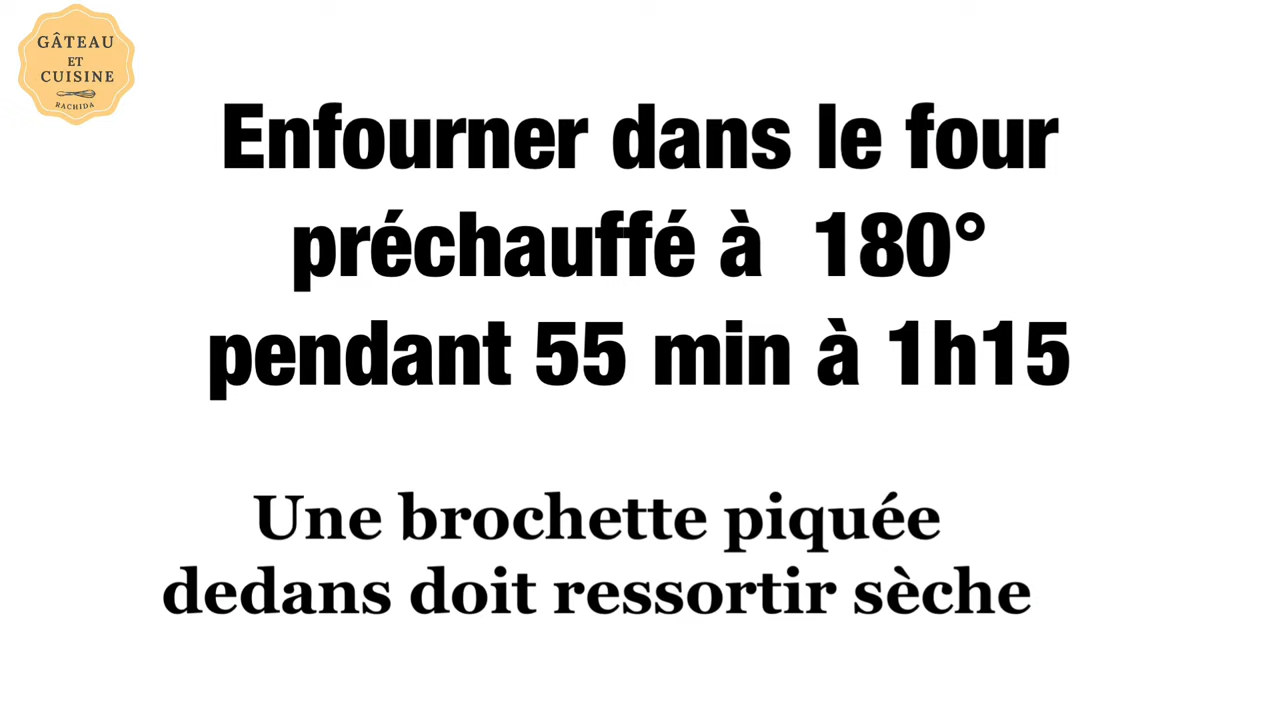 GÂTEAU
ET
CUISINE
RACHIDA
Enfourner dans le four
préchauffé à 180°
pendant 55 min à 1h15
Une brochette piquée
dedans doit ressortir sèche